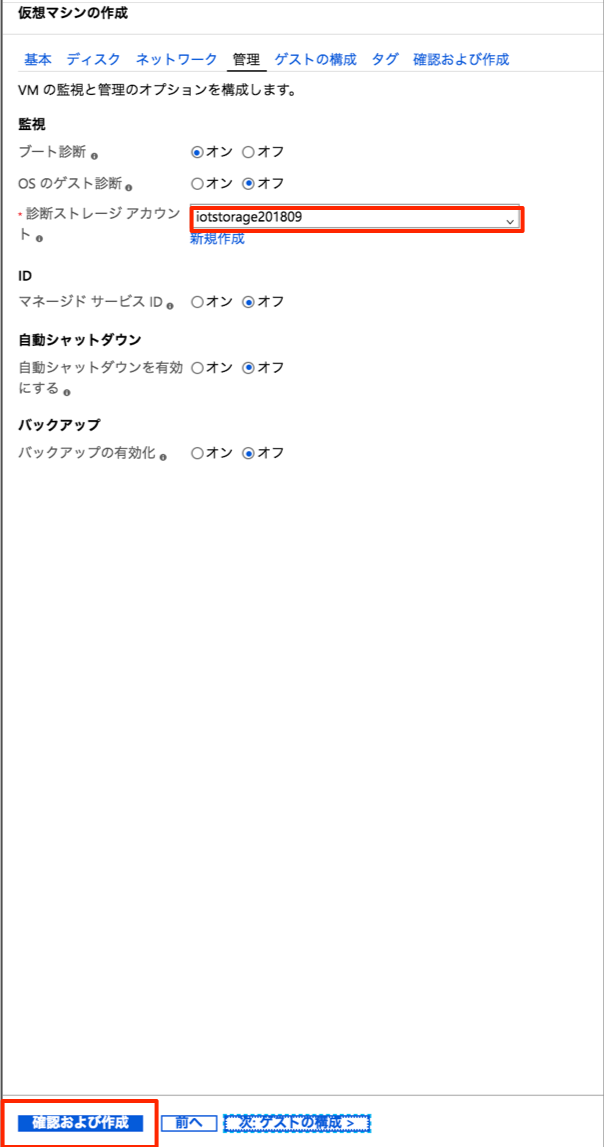 仮想マシンの作成
基本 ディスク ネットワーク 管理 ゲストの構成 タグ 確認および作成
VM の監視と管理のオプションを構成します。
監視
ブート診断 オン オフ
OS のゲスト診断 オン オフ
* 診断ストレージ アカウン iotstorage201809
ト
新規作成
ID
マネージド サービス ID オン オフ
自動シャットダウン
自動シャットダウンを有効 オン オフ
にする
バックアップ
バックアップの有効化 オン オフ
確認および作成 前へ 次: ゲストの構成 >